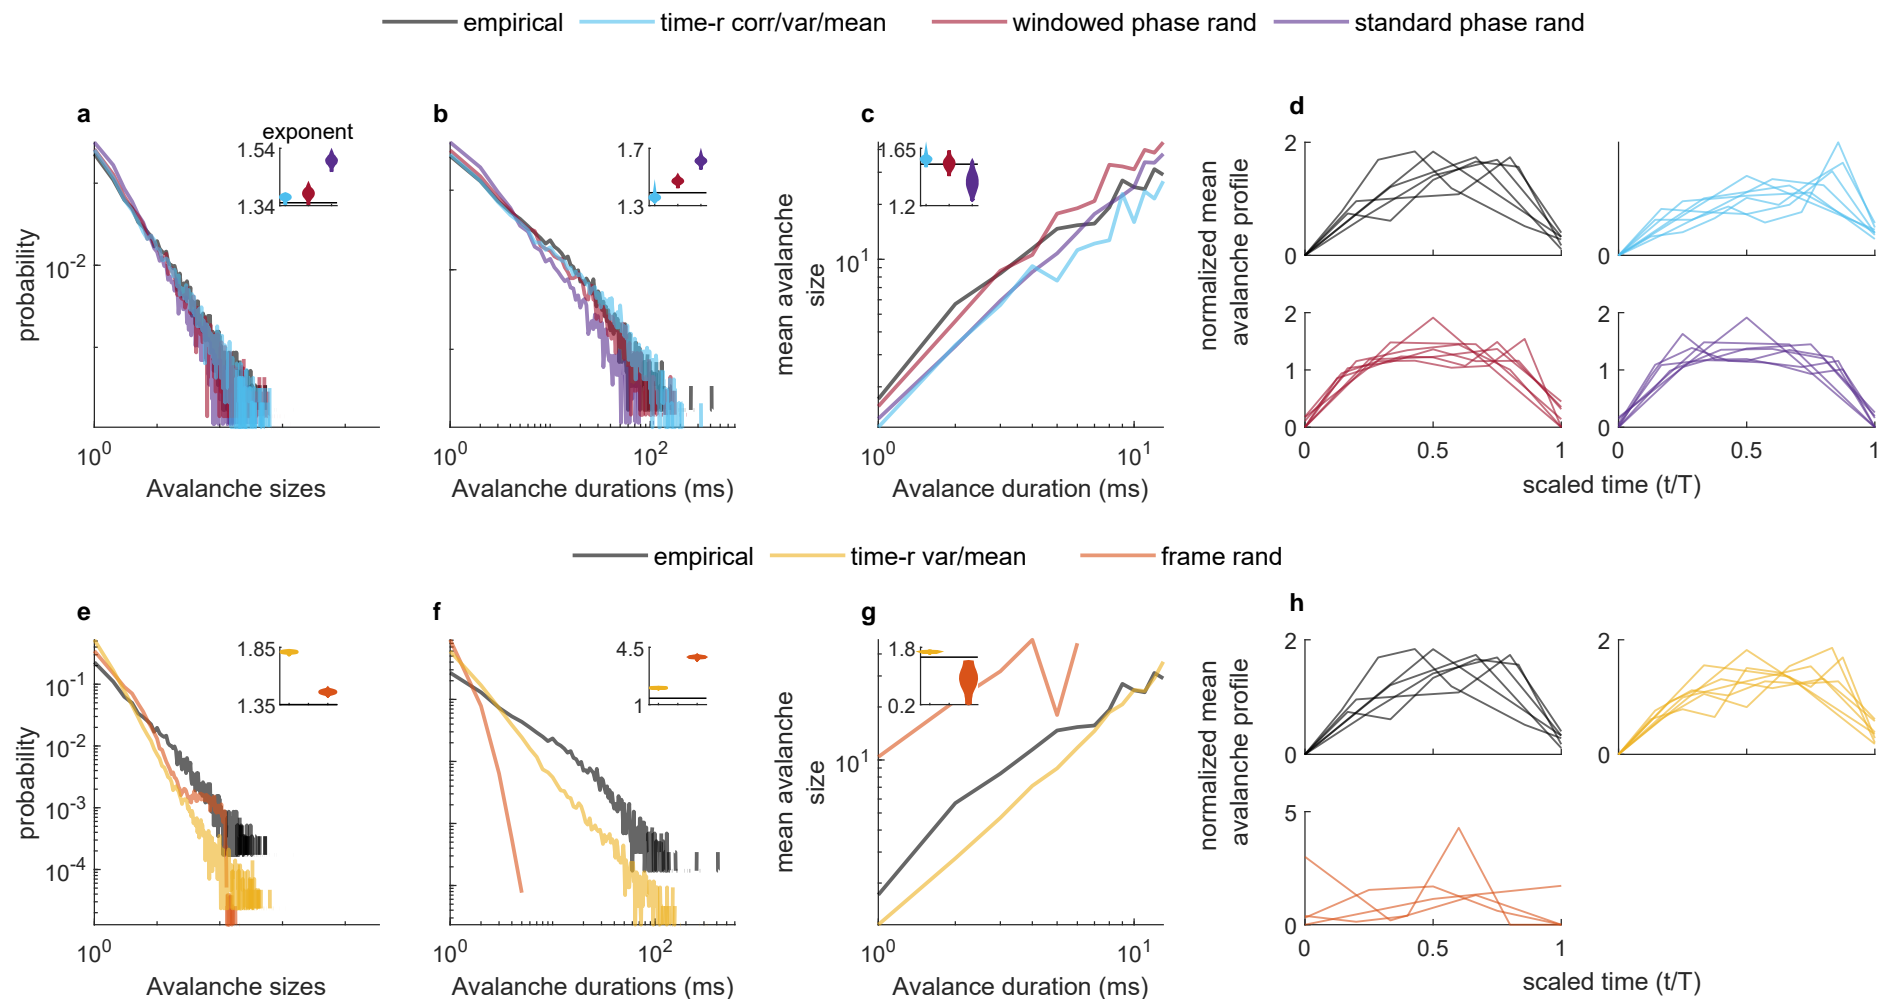 empirical time-r corr/var/mean windowed phase rand standard phase rand
a
exponent
1.54
1.34
probability
10^-2
10^0
Avalanche sizes
b
1.7
1.3
10^0 10^2
Avalanche durations (ms)
c
1.65
1.2
mean avalanche
size
10^1
10^0 10^1
Avalance duration (ms)
d
normalized mean
avalanche profile
2
0
0
2
1
0
0 0.5 1
2
1
0
0 0.5 1
scaled time (t/T)
empirical time-r var/mean frame rand
e
1.85
1.35
probability
10^-1
10^-2
10^-3
10^-4
10^0
Avalanche sizes
f
4.5
1
10^0 10^2
Avalanche durations (ms)
g
1.8
0.2
mean avalanche
size
10^1
10^0 10^1
Avalance duration (ms)
h
normalized mean
avalanche profile
2
0
2
0
5
0
0 0.5 1
scaled time (t/T)